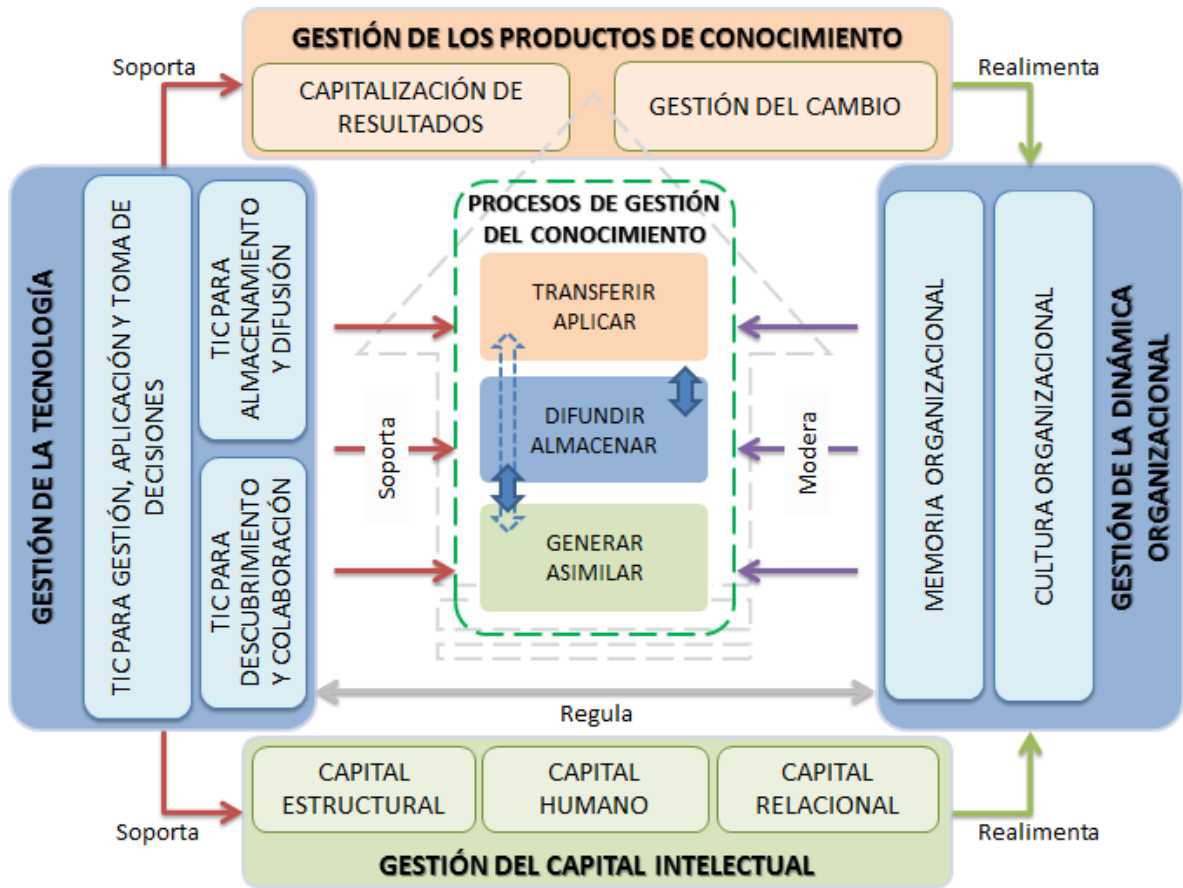 GESTIÓN DE LOS PRODUCTOS DE CONOCIMIENTO
Soporta
Realimenta
CAPITALIZACIÓN DE
RESULTADOS
GESTIÓN DEL CAMBIO
GESTIÓN DE LA TECNOLOGÍA
TIC PARA GESTIÓN, APLICACIÓN Y TOMA DE
DECISIONES
TIC PARA
ALMACENAMIENTO
Y DIFUSIÓN
TIC PARA
DESCUBRIMIENTO
Y COLABORACIÓN
Soporta
PROCESOS DE GESTIÓN
DEL CONOCIMIENTO
TRANSFERIR
APLICAR
DIFUNDIR
ALMACENAR
GENERAR
ASIMILAR
Modera
MEMORIA ORGANIZACIONAL
CULTURA ORGANIZACIONAL
GESTIÓN DE LA DINÁMICA
ORGANIZACIONAL
Regula
CAPITAL
ESTRUCTURAL
CAPITAL
HUMANO
CAPITAL
RELACIONAL
Soporta
Realimenta
GESTIÓN DEL CAPITAL INTELECTUAL